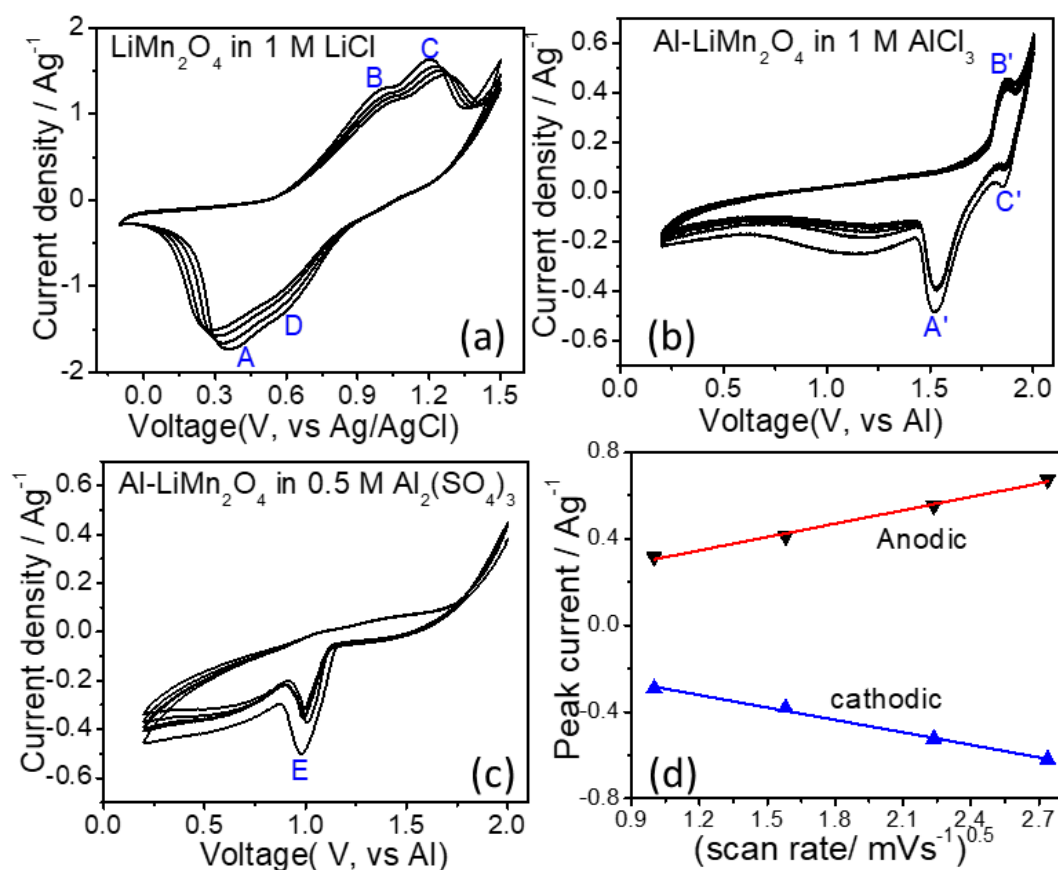 LiMn₂O₄ in 1 M LiCl
2
1
0
-1
-2
Current density / Ag⁻¹
B
C
A
D
(a)
0.0 0.3 0.6 0.9 1.2 1.5
Voltage(V, vs Ag/AgCl)
Al-LiMn₂O₄ in 1 M AlCl₃
0.6
0.4
0.2
0.0
-0.2
-0.4
-0.6
Current density / Ag⁻¹
B'
C'
A'
(b)
0.0 0.5 1.0 1.5 2.0
Voltage(V, vs Al)
Al-LiMn₂O₄ in 0.5 M Al₂(SO₄)₃
0.6
0.4
0.2
0.0
-0.2
-0.4
-0.6
Current density / Ag⁻¹
E
(c)
0.0 0.5 1.0 1.5 2.0
Voltage( V, vs Al)
0.8
0.4
0.0
-0.4
-0.8
Peak current / Ag⁻¹
Anodic
cathodic
(d)
0.9 1.2 1.5 1.8 2.1 2.4 2.7
(scan rate/ mVs⁻¹)⁰·⁵